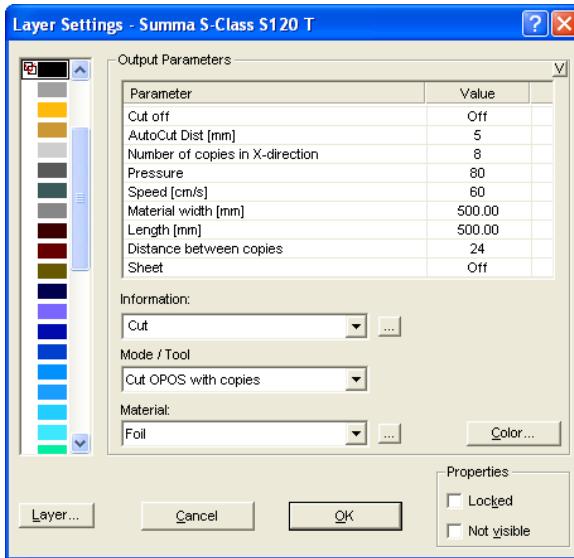 Layer Settings - Summa S-Class S120 T
Output Parameters
V
Parameter Value
Cut off Off
AutoCut Dist [mm] 5
Number of copies in X-direction 8
Pressure 80
Speed [cm/s] 60
Material width [mm] 500.00
Length [mm] 500.00
Distance between copies 24
Sheet Off
Information:
Cut
...
Mode / Tool
Cut OPOS with copies
Material:
Foil
...
Color...
Properties
Locked
Not visible
Layer...
Cancel
OK